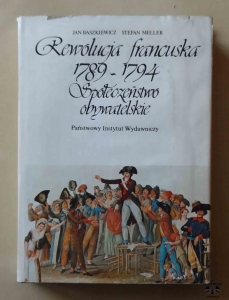 JAN BASZKIEWICZ STEFAN MELLER
Rewolucja francuska
1789-1794
Społeczeństwo
obywatelskie
Państwowy Instytut Wydawniczy